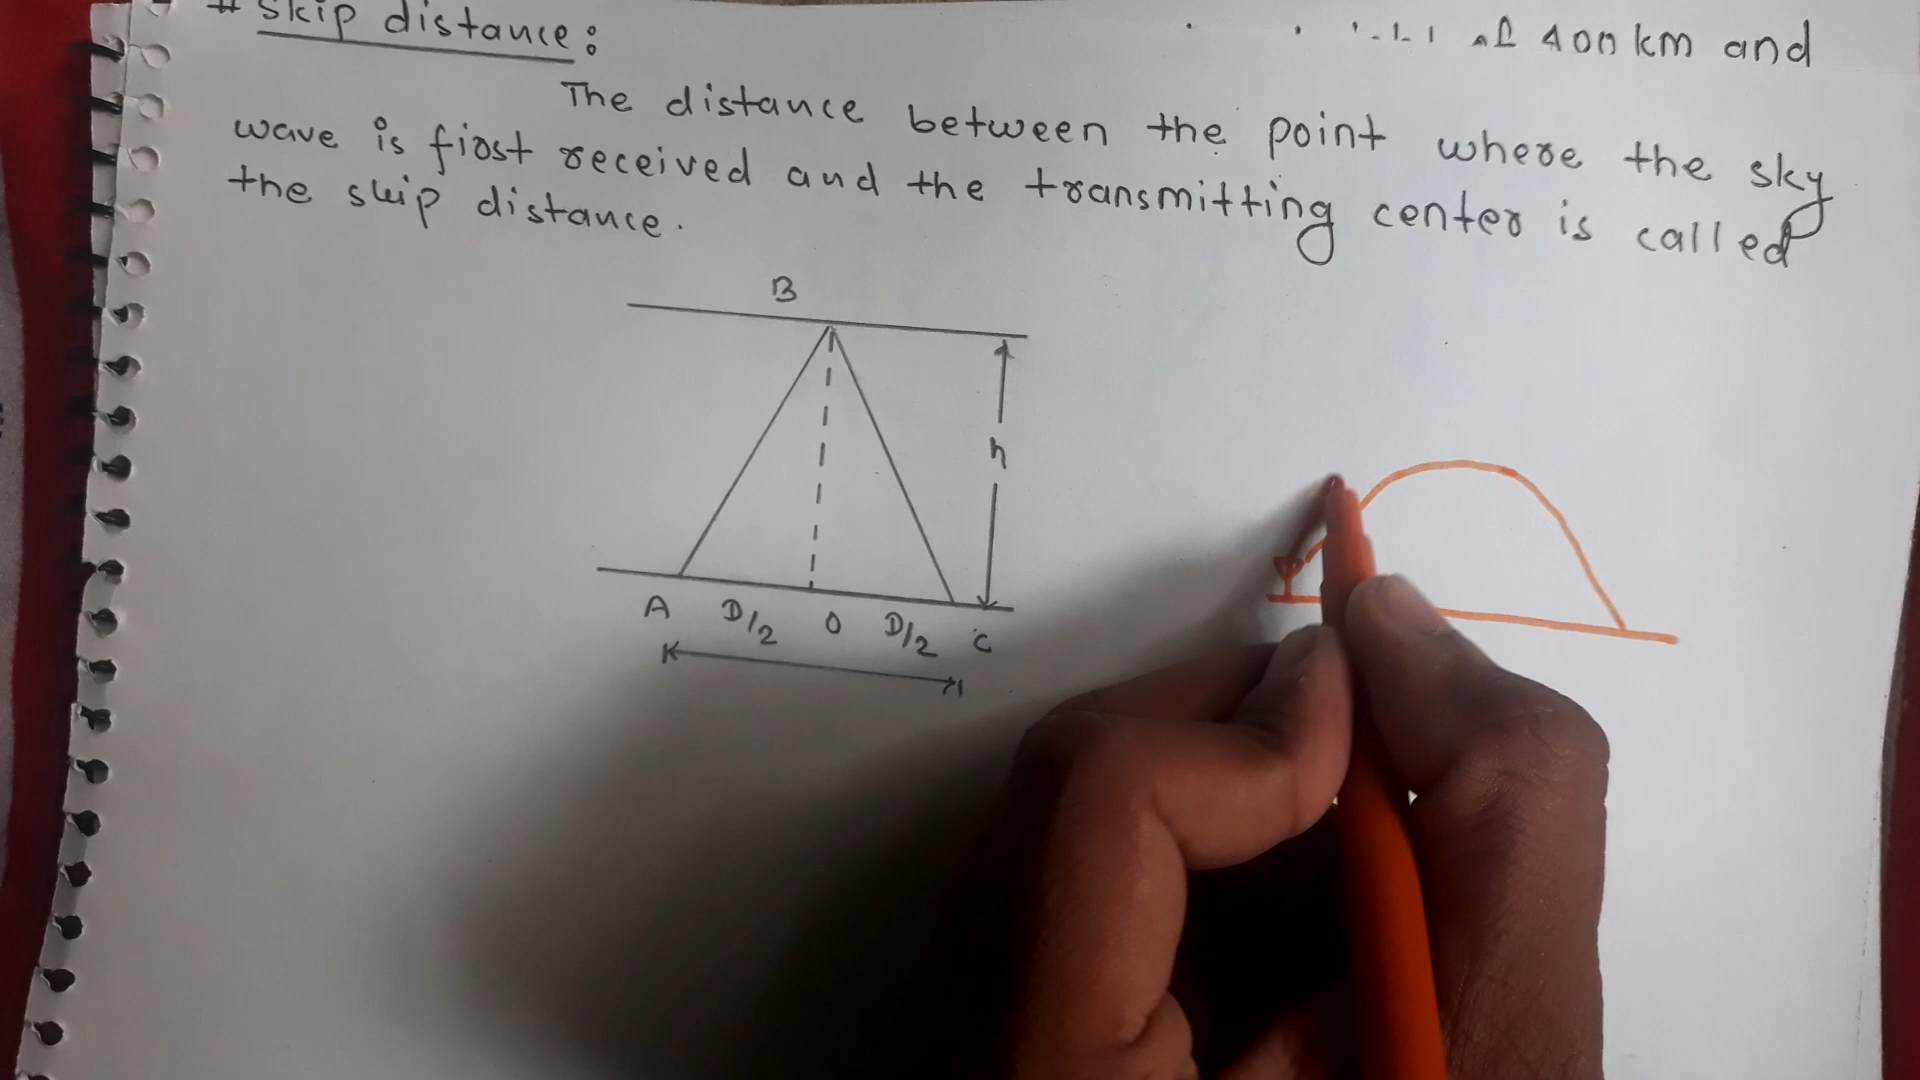 # Skip distance:
400 km and
The distance between the point where the sky
wave is first received and the transmitting center is called
the skip distance.
B
h
A D/2 O D/2 C